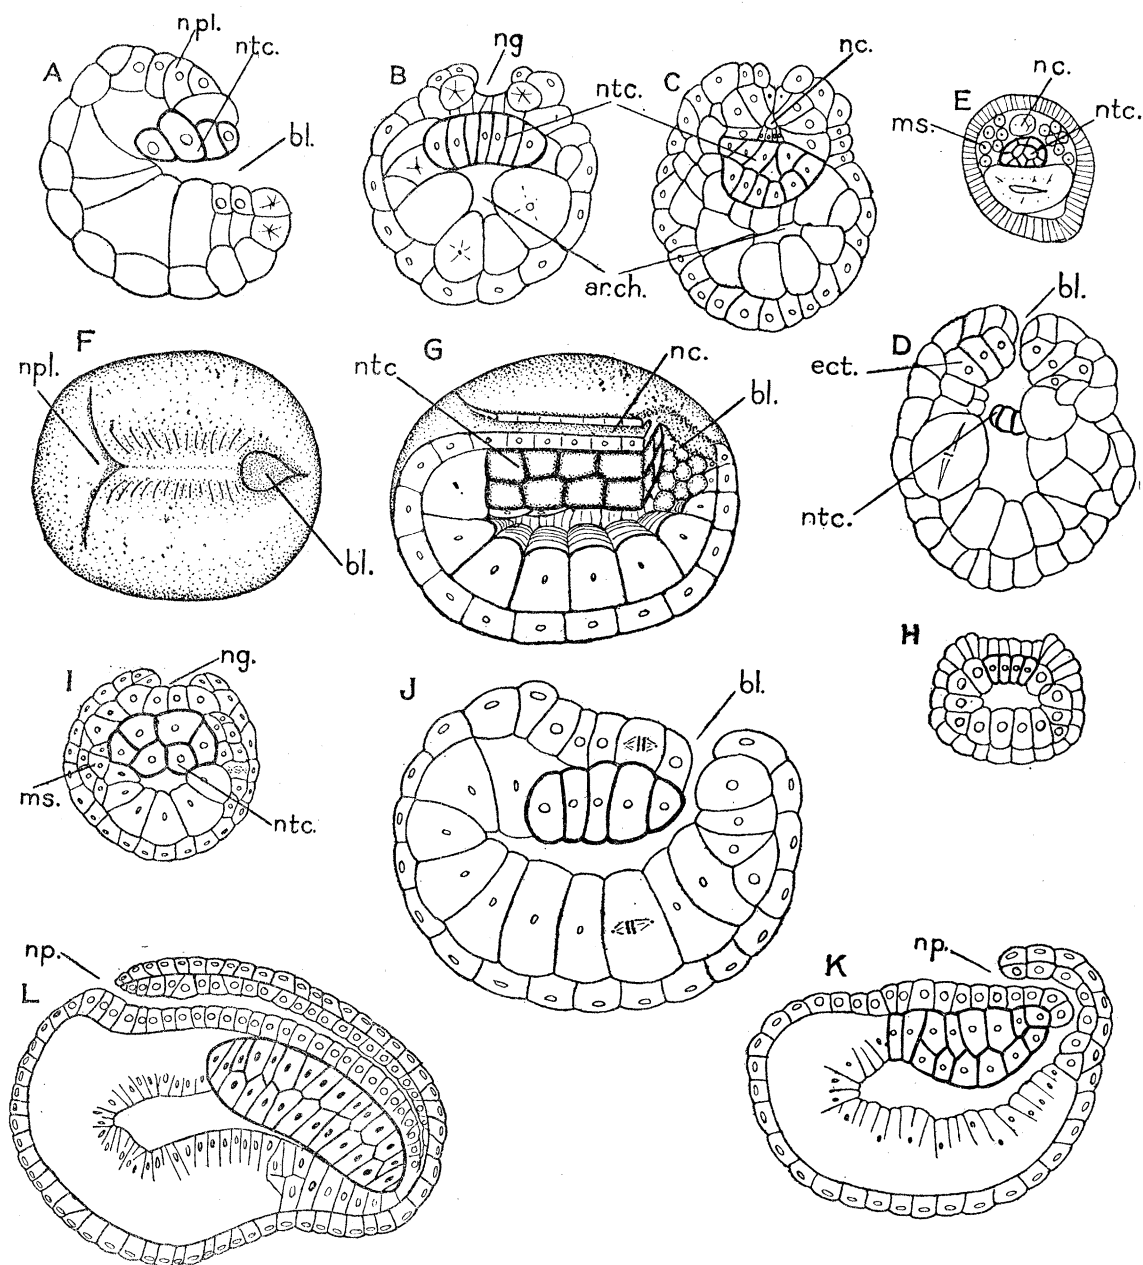 A
npl.
ntc.
bl.
B
ng
ntc.
arch.
C
nc.
E
nc.
ms.
ntc.
D
bl.
ect.
ntc.
F
npl.
bl.
G
ntc
nc.
bl.
H
I
ng.
ms.
ntc.
J
bl.
L
np.
K
np.